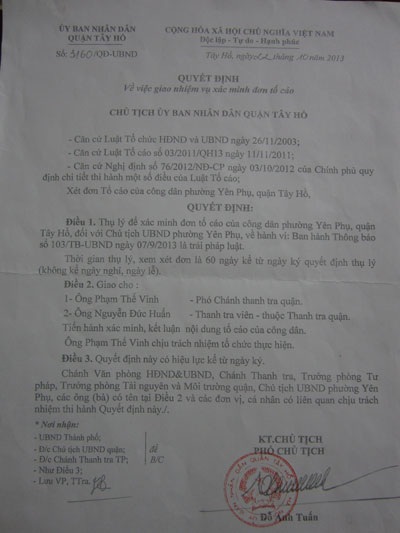 ỦY BAN NHÂN DÂN
QUẬN TÂY HỒ
CỘNG HÒA XÃ HỘI CHỦ NGHĨA VIỆT NAM
Độc lập - Tự do - Hạnh phúc
Số: 3160/QĐ-UBND
Tây Hồ, ngày tháng 10 năm 2013
QUYẾT ĐỊNH
Về việc giao nhiệm vụ xác minh đơn tố cáo
CHỦ TỊCH ỦY BAN NHÂN DÂN QUẬN TÂY HỒ
- Căn cứ Luật Tổ chức HĐND và UBND ngày 26/11/2003;
- Căn cứ Luật Tố cáo số 03/2011/QH13 ngày 11/11/2011;
- Căn cứ Nghị định số 76/2012/NĐ-CP ngày 03/10/2012 của Chính phủ quy
định chi tiết thi hành một số điều của Luật Tố cáo;
Xét đơn Tố cáo của công dân phường Yên Phụ, quận Tây Hồ,
QUYẾT ĐỊNH:
Điều 1. Thụ lý để xác minh đơn tố cáo của công dân phường Yên Phụ, quận
Tây Hồ, đối với Chủ tịch UBND phường Yên Phụ, về hành vi: Ban hành Thông báo
số 103/TB-UBND ngày 07/9/2013 là trái pháp luật.
Thời gian thụ lý, xem xét đơn là 60 ngày kể từ ngày ký quyết định thụ lý
(không kể ngày nghỉ, ngày lễ).
Điều 2. Giao cho :
1- Ông Phạm Thế Vinh - Phó Chánh thanh tra quận.
2- Ông Nguyễn Đức Huấn - Thanh tra viên - thuộc Thanh tra quận.
Tiến hành xác minh, kết luận nội dung tố cáo của công dân.
Ông Phạm Thế Vinh chịu trách nhiệm tổ chức thực hiện.
Điều 3. Quyết định này có hiệu lực kể từ ngày ký.
Chánh Văn phòng HĐND&UBND, Chánh Thanh tra, Trưởng phòng Tư
pháp, Trưởng phòng Tài nguyên và Môi trường quận, Chủ tịch UBND phường Yên
Phụ, các ông (bà) có tên tại Điều 2 và các đơn vị, cá nhân có liên quan chịu trách
nhiệm thi hành Quyết định này./.
* Nơi nhận:
- UBND Thành phố;
- Đ/c Chủ tịch UBND quận;
- Đ/c Chánh Thanh tra TP;
- Như Điều 3;
- Lưu VP, TTra.
để
B/C
KT.CHỦ TỊCH
PHÓ CHỦ TỊCH
Đỗ Anh Tuấn